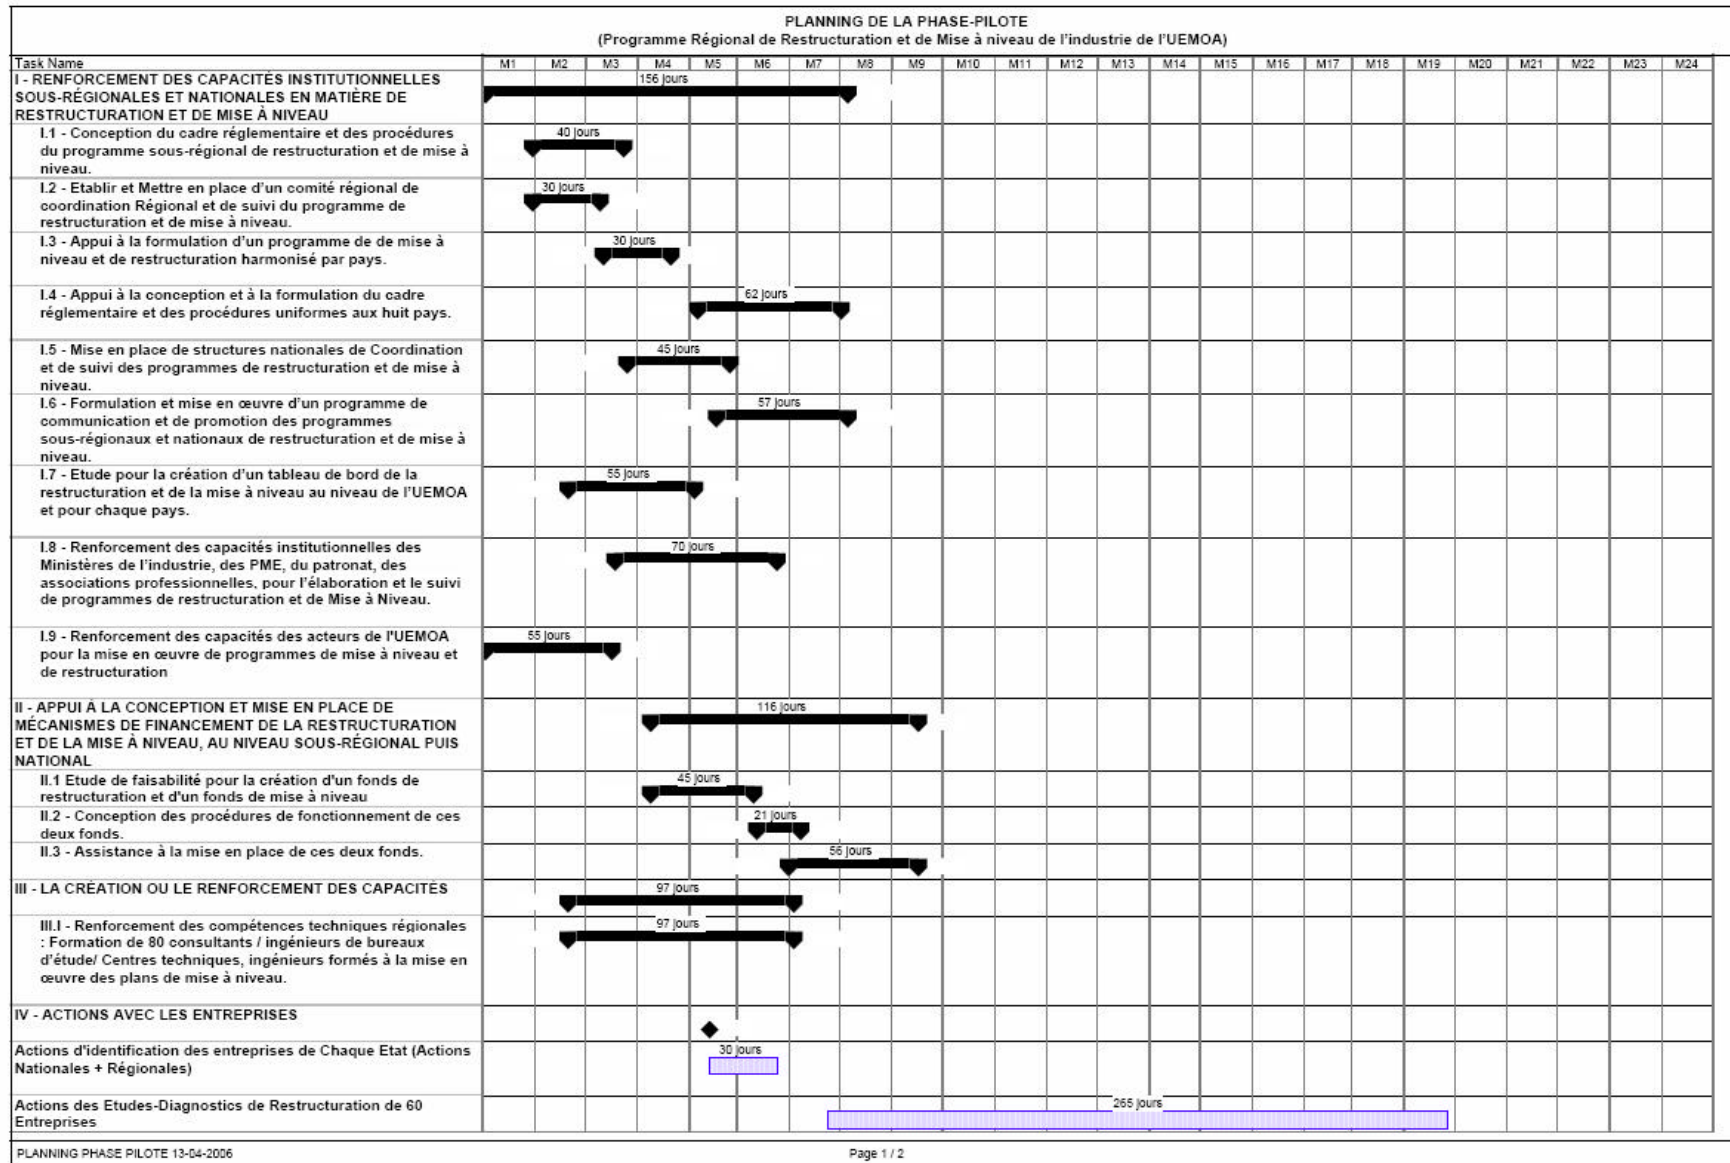 PLANNING DE LA PHASE-PILOTE
(Programme Régional de Restructuration et de Mise à niveau de l'industrie de l'UEMOA)
Task Name M1 M2 M3 M4 M5 M6 M7 M8 M9 M10 M11 M12 M13 M14 M15 M16 M17 M18 M19 M20 M21 M22 M23 M24
I - RENFORCEMENT DES CAPACITÉS INSTITUTIONNELLES
SOUS-RÉGIONALES ET NATIONALES EN MATIÈRE DE
RESTRUCTURATION ET DE MISE À NIVEAU
156 jours
I.1 - Conception du cadre réglementaire et des procédures
du programme sous-régional de restructuration et de mise à
niveau.
40 jours
I.2 - Etablir et Mettre en place d'un comité régional de
coordination Régional et de suivi du programme de
restructuration et de mise à niveau.
30 jours
I.3 - Appui à la formulation d'un programme de de mise à
niveau et de restructuration harmonisé par pays.
30 jours
I.4 - Appui à la conception et à la formulation du cadre
réglementaire et des procédures uniformes aux huit pays.
62 jours
I.5 - Mise en place de structures nationales de Coordination
et de suivi des programmes de restructuration et de mise à
niveau.
45 jours
I.6 - Formulation et mise en œuvre d'un programme de
communication et de promotion des programmes
sous-régionaux et nationaux de restructuration et de mise à
niveau.
57 jours
I.7 - Etude pour la création d'un tableau de bord de la
restructuration et de la mise à niveau au niveau de l'UEMOA
et pour chaque pays.
55 jours
I.8 - Renforcement des capacités institutionnelles des
Ministères de l'industrie, des PME, du patronat, des
associations professionnelles, pour l'élaboration et le suivi
de programmes de restructuration et de Mise à Niveau.
70 jours
I.9 - Renforcement des capacités des acteurs de l'UEMOA
pour la mise en œuvre de programmes de mise à niveau et
de restructuration
55 jours
II - APPUI À LA CONCEPTION ET MISE EN PLACE DE
MÉCANISMES DE FINANCEMENT DE LA RESTRUCTURATION
ET DE LA MISE À NIVEAU, AU NIVEAU SOUS-RÉGIONAL PUIS
NATIONAL
116 jours
II.1 Etude de faisabilité pour la création d'un fonds de
restructuration et d'un fonds de mise à niveau
45 jours
II.2 - Conception des procédures de fonctionnement de ces
deux fonds.
21 jours
II.3 - Assistance à la mise en place de ces deux fonds.
56 jours
III - LA CRÉATION OU LE RENFORCEMENT DES CAPACITÉS
97 jours
III.I - Renforcement des compétences techniques régionales
: Formation de 80 consultants / ingénieurs de bureaux
d'étude/ Centres techniques, ingénieurs formés à la mise en
œuvre des plans de mise à niveau.
97 jours
IV - ACTIONS AVEC LES ENTREPRISES
Actions d'identification des entreprises de Chaque Etat (Actions
Nationales + Régionales)
30 jours
Actions des Etudes-Diagnostics de Restructuration de 60
Entreprises
265 jours
PLANNING PHASE PILOTE 13-04-2006
Page 1 / 2